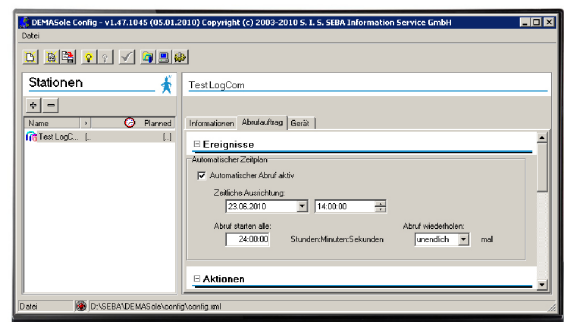 DEMASole Config - v1.47.1045 (05.01.2010) Copyright (c) 2003-2010 S. I. S. SEBA Information Service GmbH
Datei
Stationen
TestLogCom
Name Planned
Informationen Abrufauftrag Gerät
Test LogC...
Ereignisse
Automatischer Zeitplan
Automatischer Abruf aktiv
Zeitliche Ausrichtung:
23.06.2010 14:00:00
Abruf starten alle: Abruf wiederholen:
24:00:00 Stunden:Minuten:Sekunden unendlich mal
Aktionen
Datei D:\SEBA\DEMASole\config\config.xml